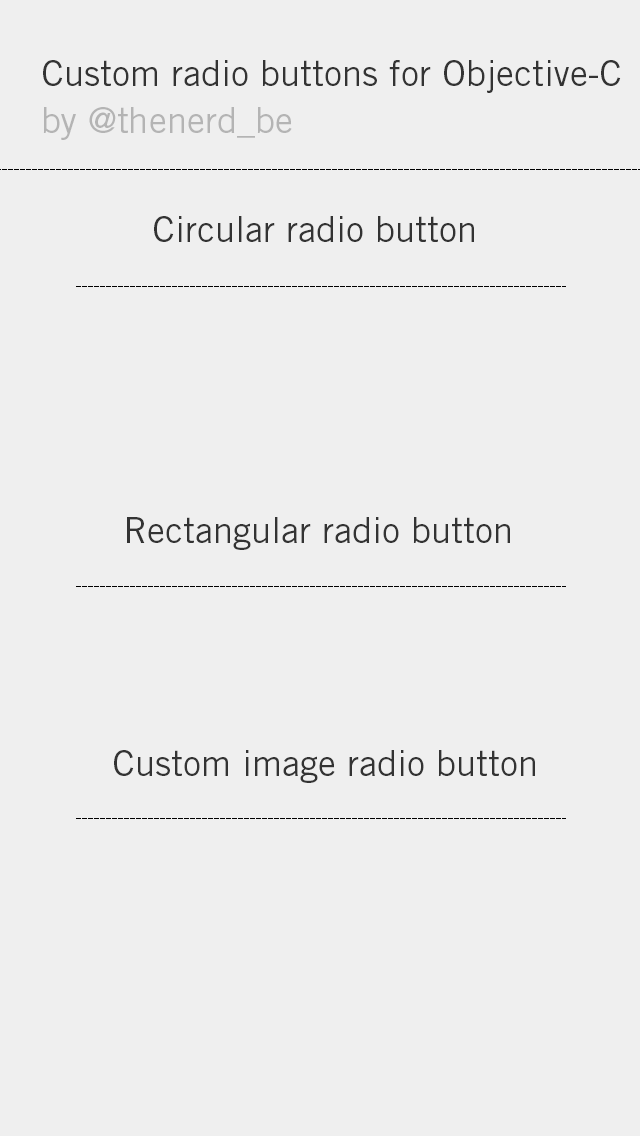 Custom radio buttons for Objective-C
by @thenerd_be
Circular radio button
Rectangular radio button
Custom image radio button